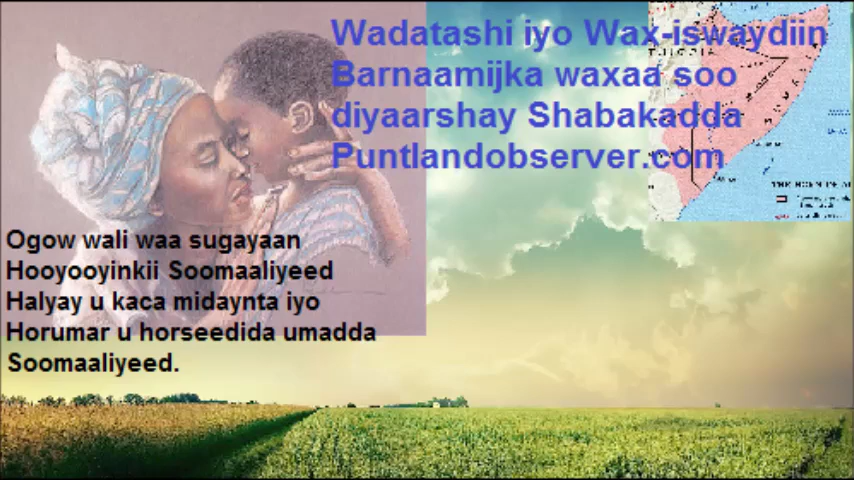 Wadatashi iyo Wax-iswaydiin
Barnaamijka waxaa soo
diyaarshay Shabakadda
Puntlandobserver.com
Ogow wali waa sugayaan
Hooyooyinkii Soomaaliyeed
Halyay u kaca midaynta iyo
Horumar u horseedida umadda
Soomaaliyeed.